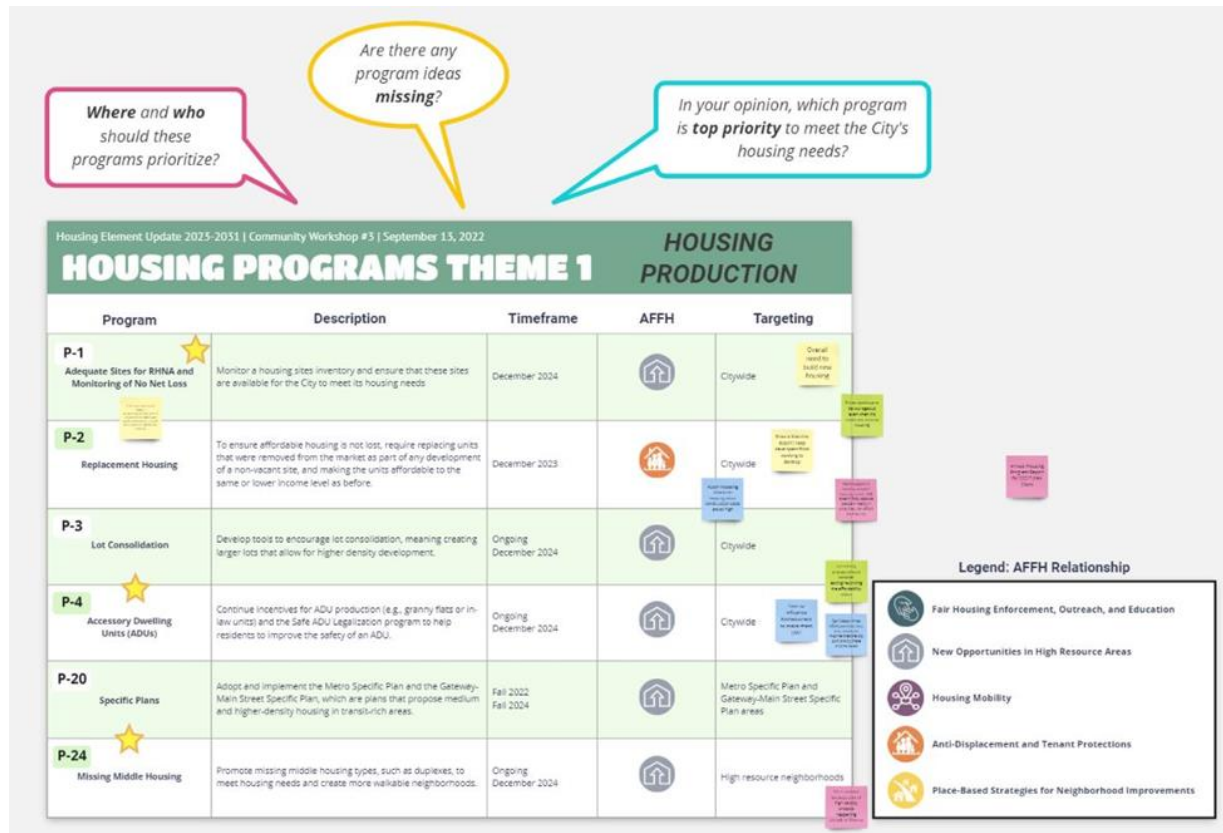 Are there any
program ideas
missing?
Where and who
should these
programs prioritize?
In your opinion, which program
is top priority to meet the City's
housing needs?
Housing Element Update 2023-2031 | Community Workshop #3 | September 13, 2022
HOUSING PROGRAMS THEME 1
HOUSING
PRODUCTION
Program
Description
Timeframe
AFFH
Targeting
P-1
Adequate Sites for RHNA and
Monitoring of No Net Loss
Monitor a housing sites inventory and ensure that these sites
are available for the City to meet its housing needs
December 2024
Citywide
Overall
need to
build new
housing
P-2
Replacement Housing
To ensure affordable housing is not lost, require replacing units
that were removed from the market as part of any development
of a non-vacant site, and making the units affordable to the
same or lower income level as before.
December 2023
Citywide
P-3
Lot Consolidation
Develop tools to encourage lot consolidation, meaning creating
larger lots that allow for higher density development.
Ongoing
December 2024
Citywide
P-4
Accessory Dwelling
Units (ADUs)
Continue incentives for ADU production (e.g., granny flats or in-
law units) and the Safe ADU Legalization program to help
residents to improve the safety of an ADU.
Ongoing
December 2024
Citywide
P-20
Specific Plans
Adopt and implement the Metro Specific Plan and the Gateway-
Main Street Specific Plan, which are plans that propose medium
and higher-density housing in transit-rich areas.
Fall 2022
Fall 2024
Metro Specific Plan and
Gateway-Main Street Specific
Plan areas
P-24
Missing Middle Housing
Promote missing middle housing types, such as duplexes, to
meet housing needs and create more walkable neighborhoods.
Ongoing
December 2024
High resource neighborhoods
Legend: AFFH Relationship
Fair Housing Enforcement, Outreach, and Education
New Opportunities in High Resource Areas
Housing Mobility
Anti-Displacement and Tenant Protections
Place-Based Strategies for Neighborhood Improvements